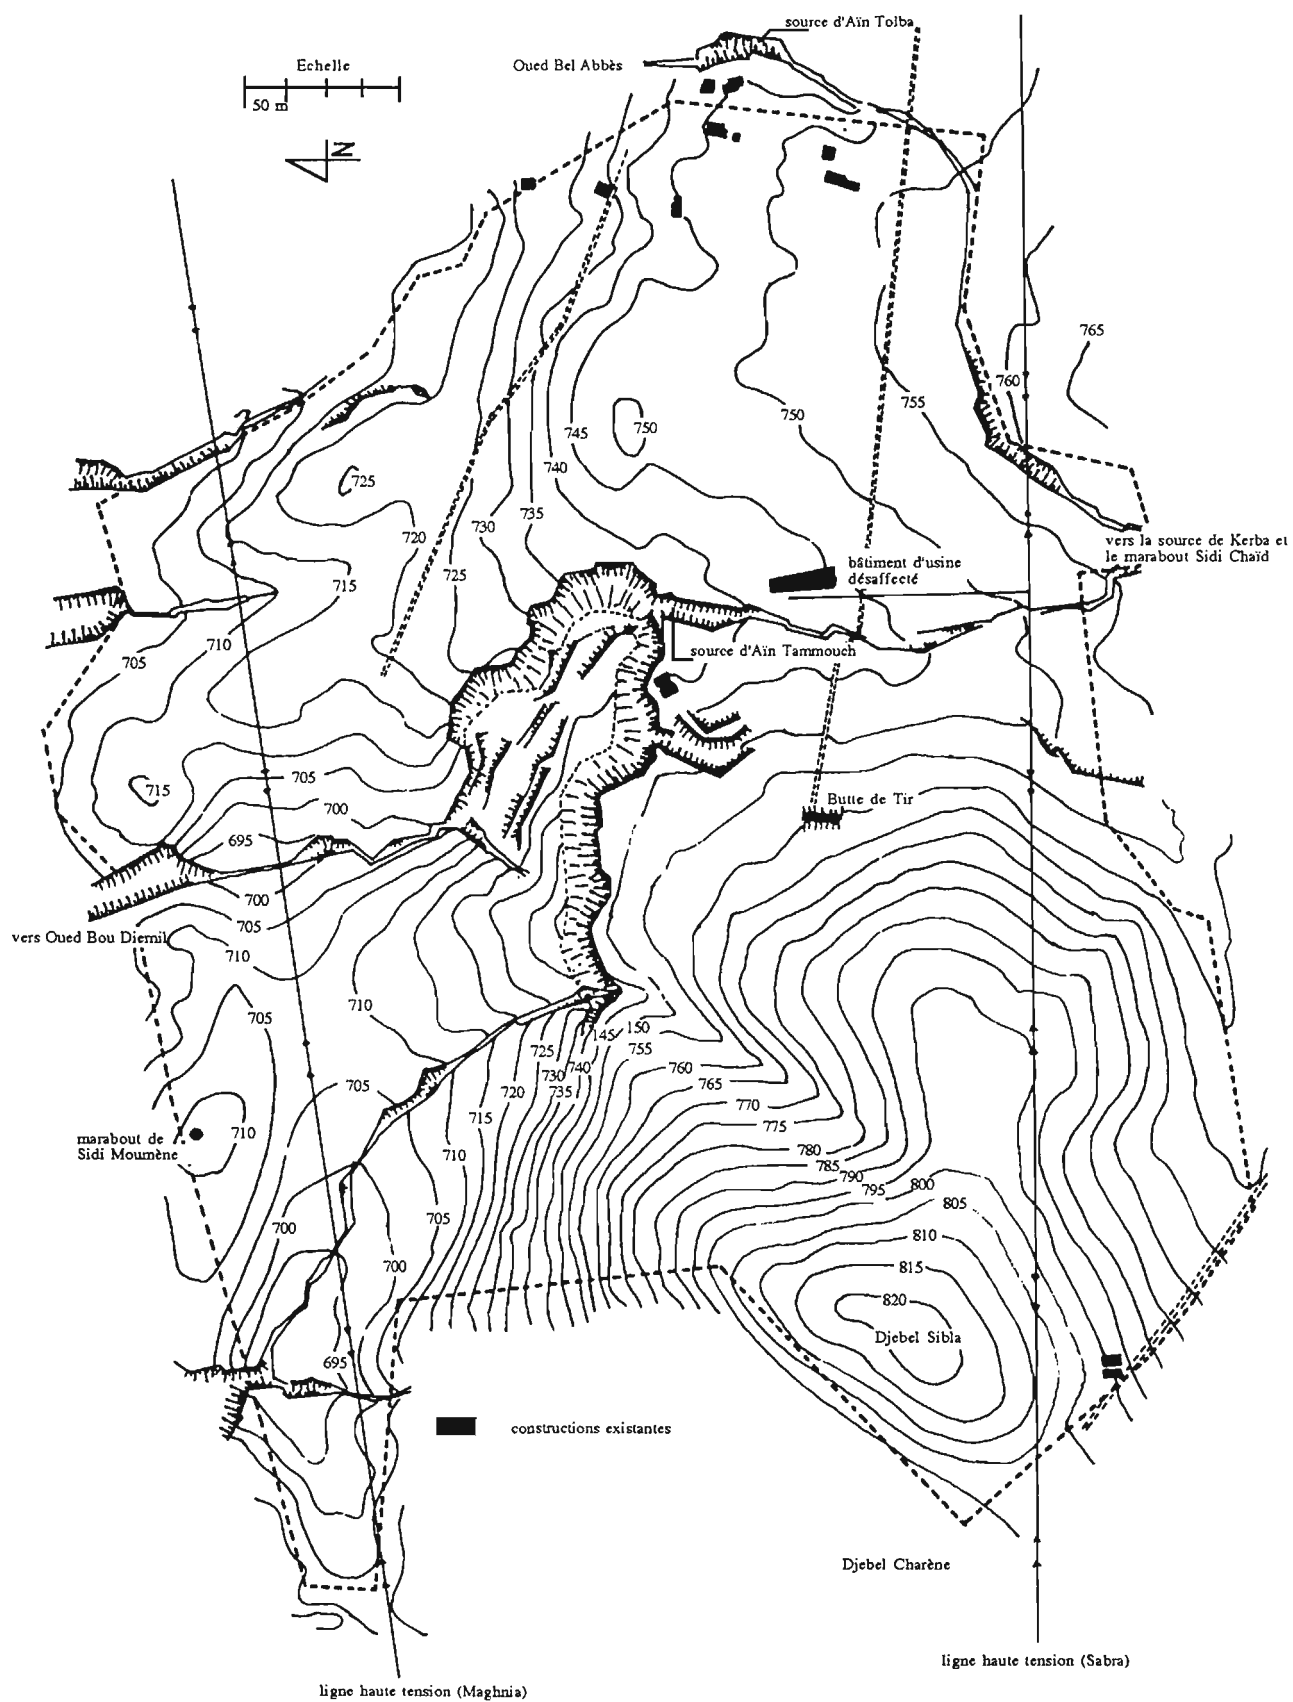 source d'Aïn Tolba
Echelle
Oued Bel Abbès
50 m
N
765
760
755
750
750
745
740
725
735
730
720
725
715
710
705
vers la source de Kerba et
le marabout Sidi Chaïd
bâtiment d'usine
désaffecté
source d'Aïn Tammouch
715
705
700
695
Butte de Tir
700
705
vers Oued Bou Djemil
710
705
710
145
150
755
725
730
740
735
760
765
720
770
715
775
705
710
marabout de
Sidi Moumène
710
780
785
790
795
800
805
705
700
810
700
815
820
Djebel Sibla
695
constructions existantes
Djebel Charène
ligne haute tension (Sabra)
ligne haute tension (Maghnia)